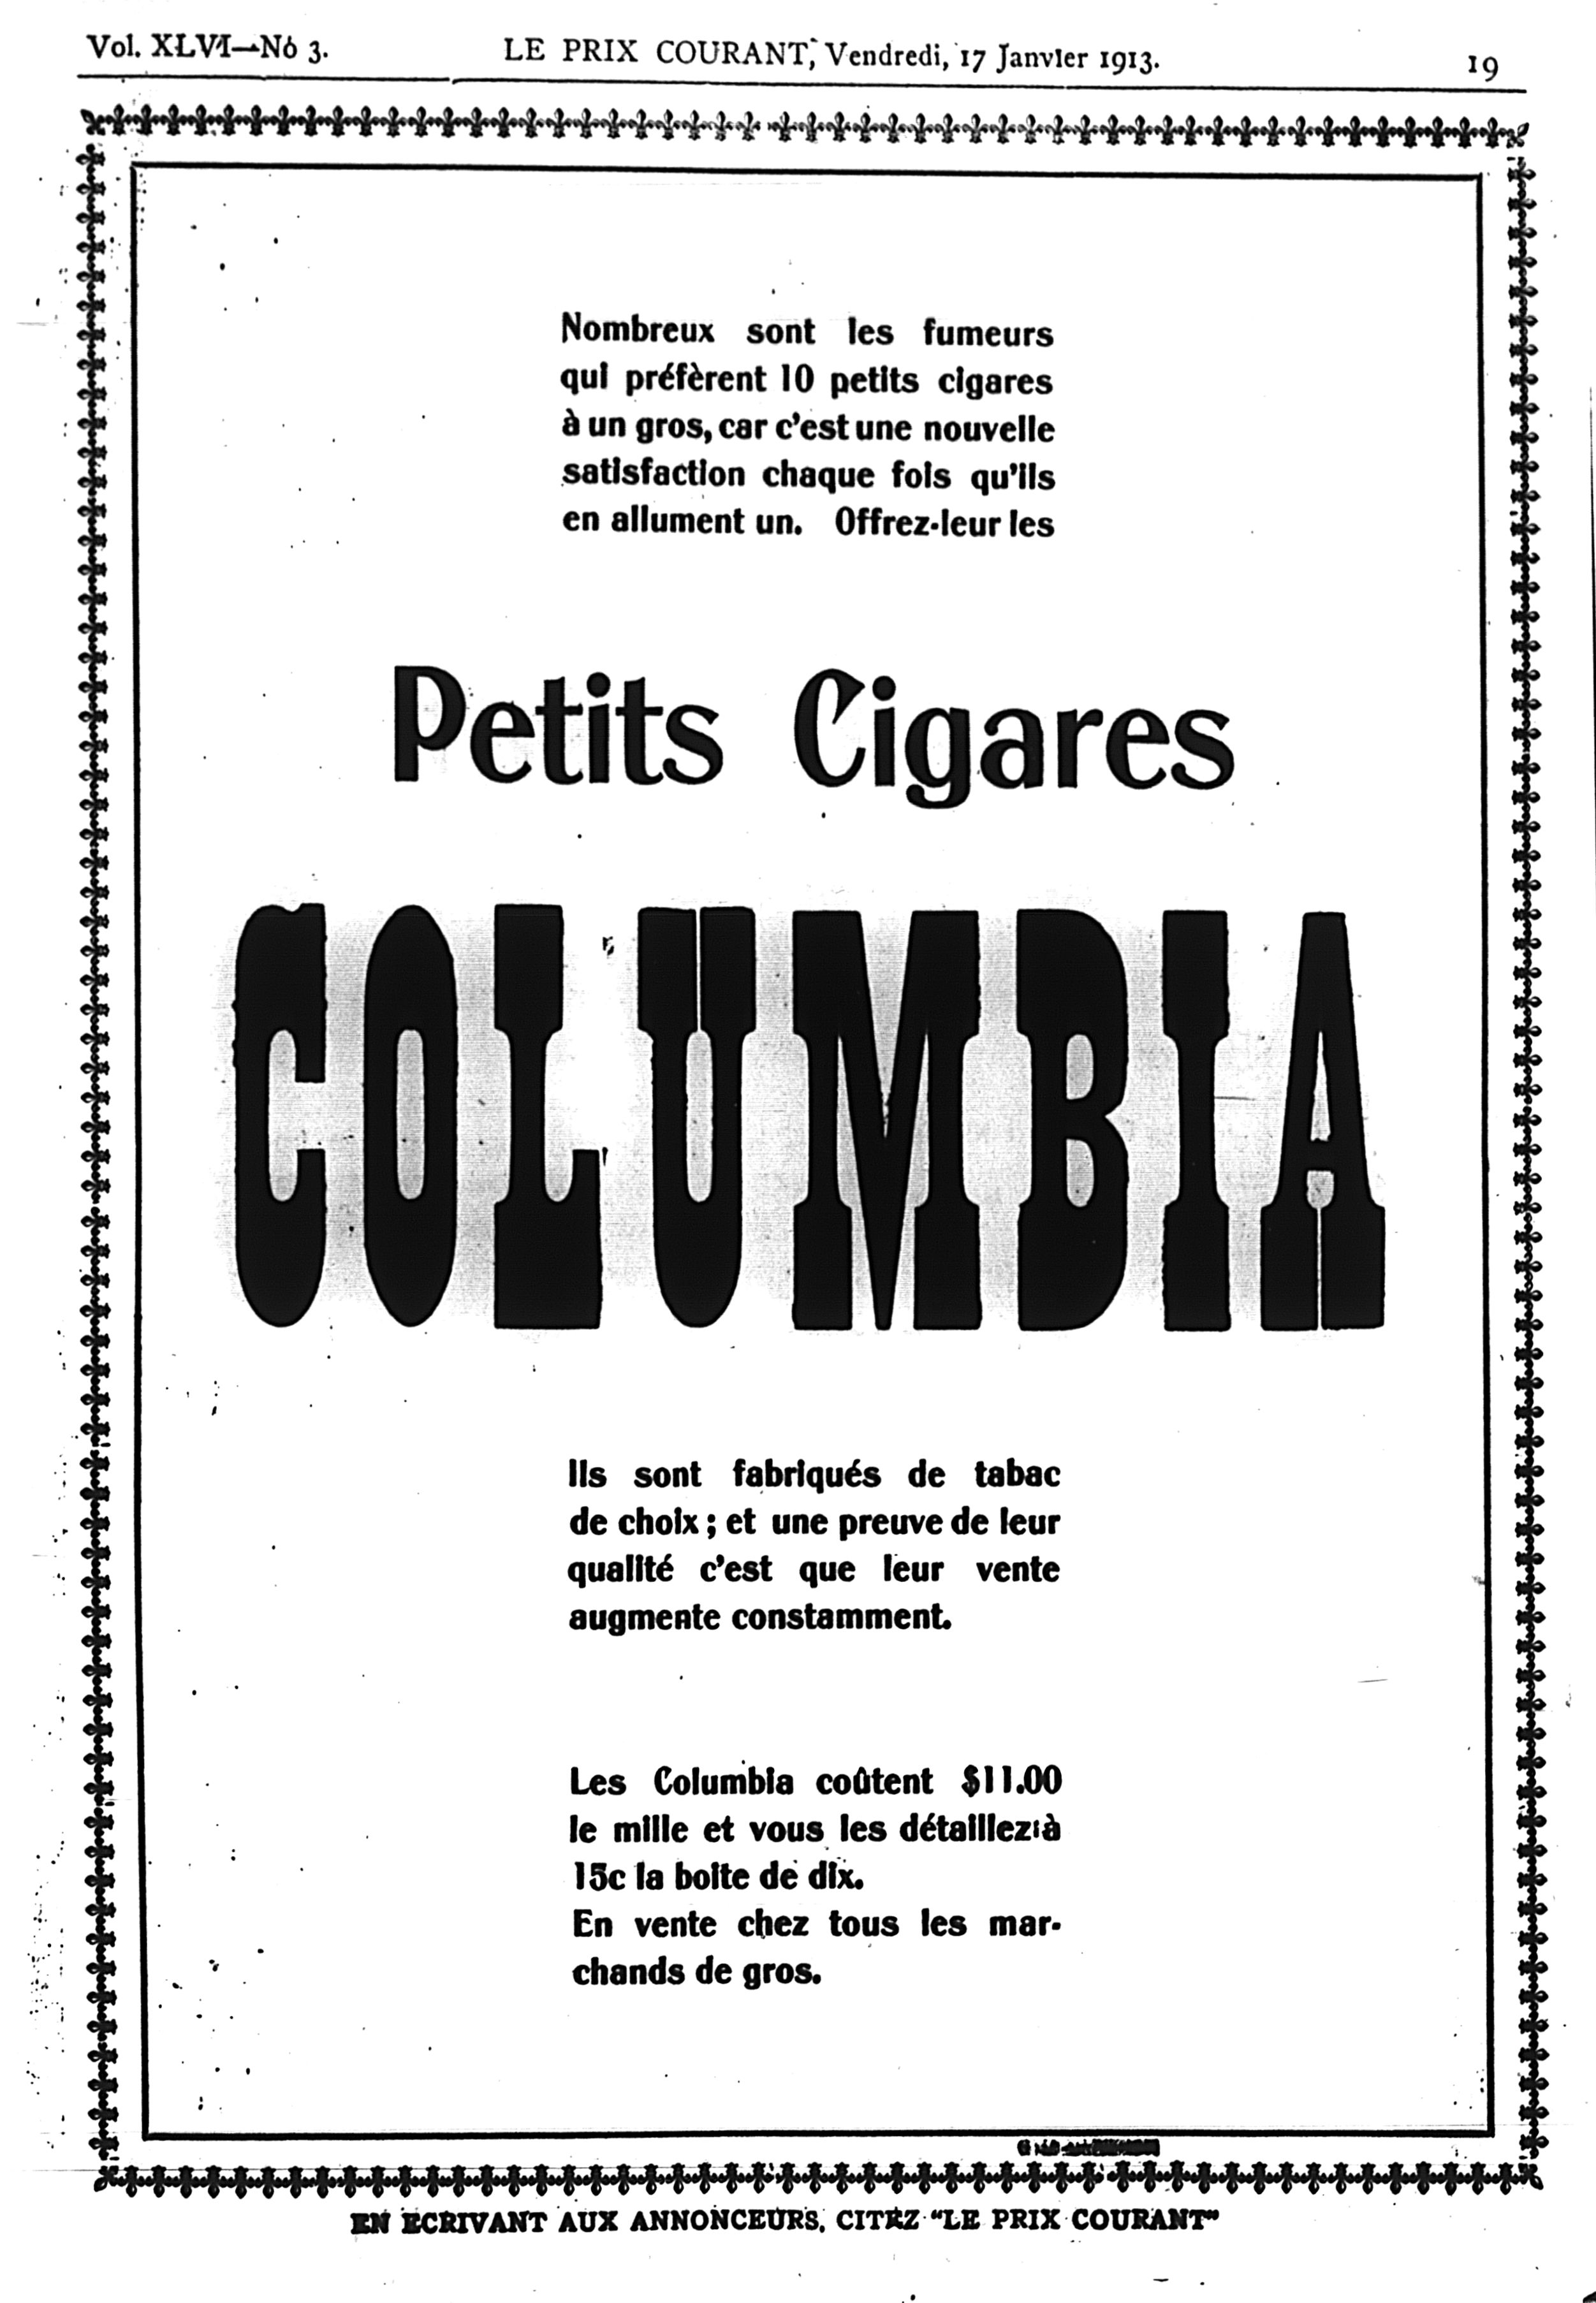 Vol. XLVI—No 3.
LE PRIX COURANT, Vendredi, 17 Janvier 1913.
19
Nombreux sont les fumeurs
qui préfèrent 10 petits cigares
à un gros, car c'est une nouvelle
satisfaction chaque fois qu'ils
en allument un. Offrez-leur les
Petits Cigares
COLUMBIA
Ils sont fabriqués de tabac
de choix ; et une preuve de leur
qualité c'est que leur vente
augmente constamment.
Les Columbia coûtent $11.00
le mille et vous les détaillez à
15c la boite de dix.
En vente chez tous les mar-
chands de gros.
EN ECRIVANT AUX ANNONCEURS, CITEZ "LE PRIX COURANT"